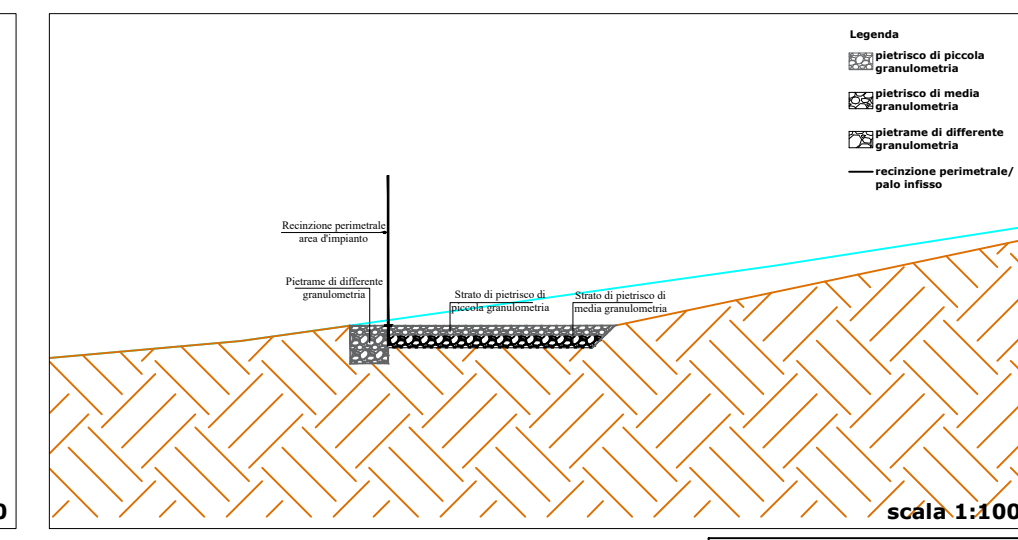 Legenda
pietrisco di piccola
granulometria
pietrisco di media
granulometria
pietrame di differente
granulometria
recinzione perimetrale/
palo infisso
Recinzione perimetrale
area d'impianto
Pietrame di differente
granulometria
Strato di pietrisco di
piccola granulometria
Strato di pietrisco di
media granulometria
0
scala 1:100